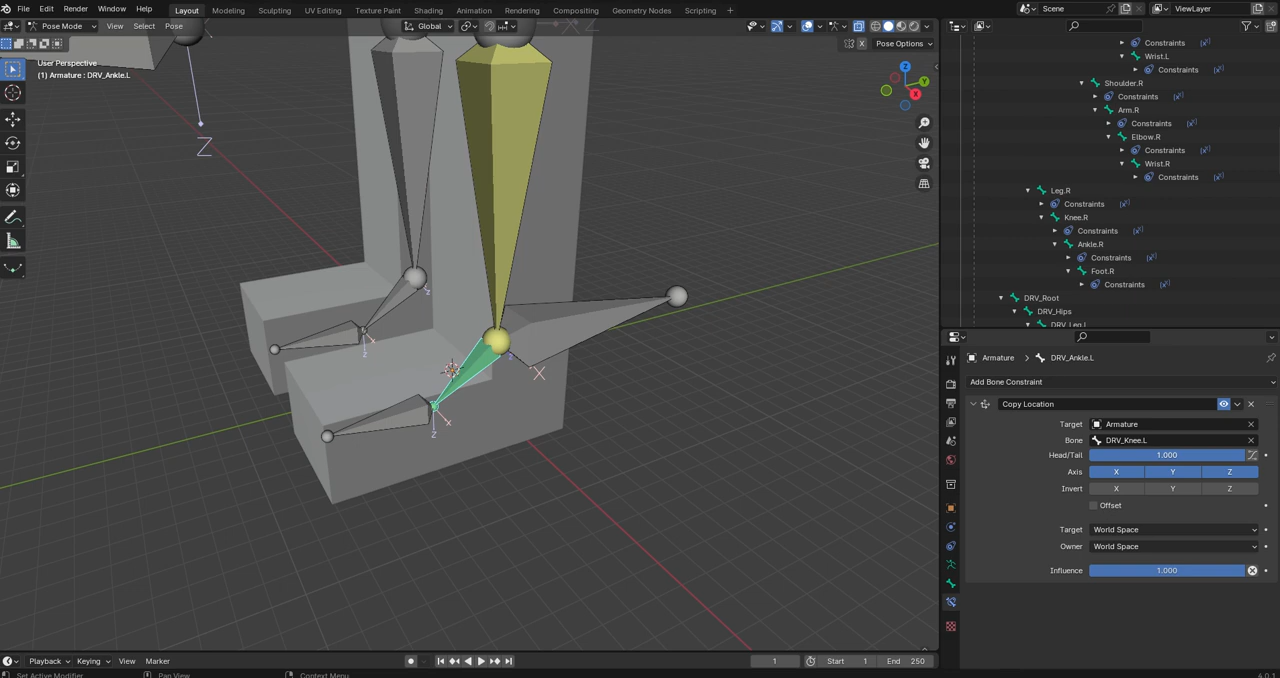 File Edit Render Window Help Layout Modeling Sculpting UV Editing Texture Paint Shading Animation Rendering Compositing Geometry Nodes Scripting + Scene ViewLayer
Pose Mode View Select Pose Global
X Pose Options
User Perspective
(1) Armature : DRV_Ankle.L
Z
Y
X
Z
X
X
Z
X
Z
Constraints
Wrist.L
Constraints
Shoulder.R
Constraints
Arm.R
Constraints
Elbow.R
Constraints
Wrist.R
Constraints
Leg.R
Constraints
Knee.R
Constraints
Ankle.R
Constraints
Foot.R
Constraints
DRV_Root
DRV_Hips
DRV_Leg.L
Armature > DRV_Ankle.L
Add Bone Constraint
Copy Location
Target Armature
Bone DRV_Knee.L
Head/Tail 1.000
Axis X Y Z
Invert X Y Z
Offset
Target World Space
Owner World Space
Influence 1.000
Playback Keying View Marker 1 Start 1 End 250
Set Active Modifier Pan View Context Menu 4.0.1